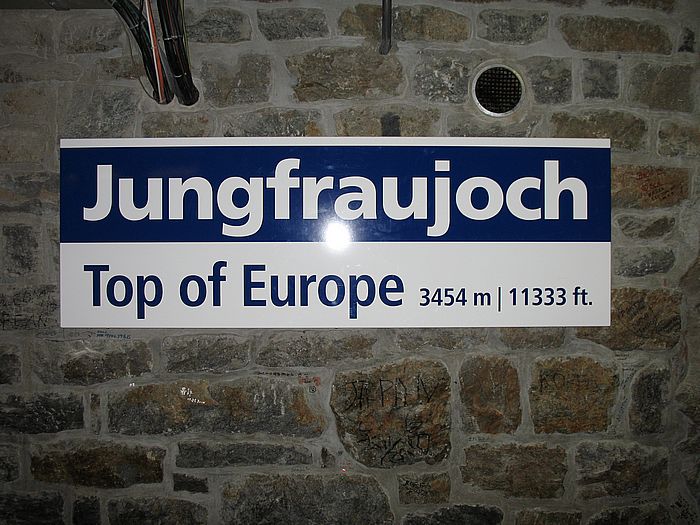 Jungfraujoch
Top of Europe 3454 m | 11333 ft.